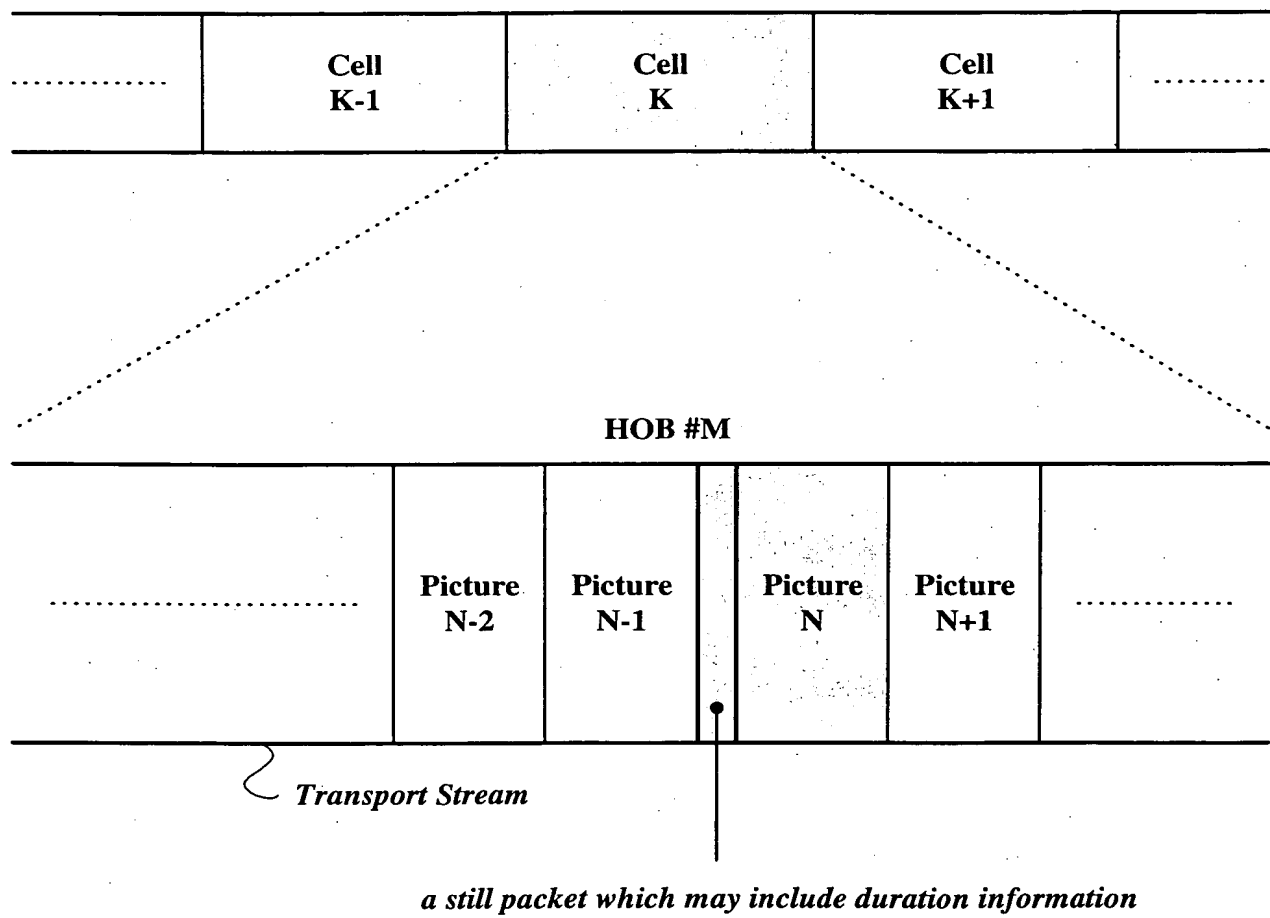 Cell
K-1
Cell
K
Cell
K+1
HOB #M
Picture
N-2
Picture
N-1
Picture
N
Picture
N+1
Transport Stream
a still packet which may include duration information